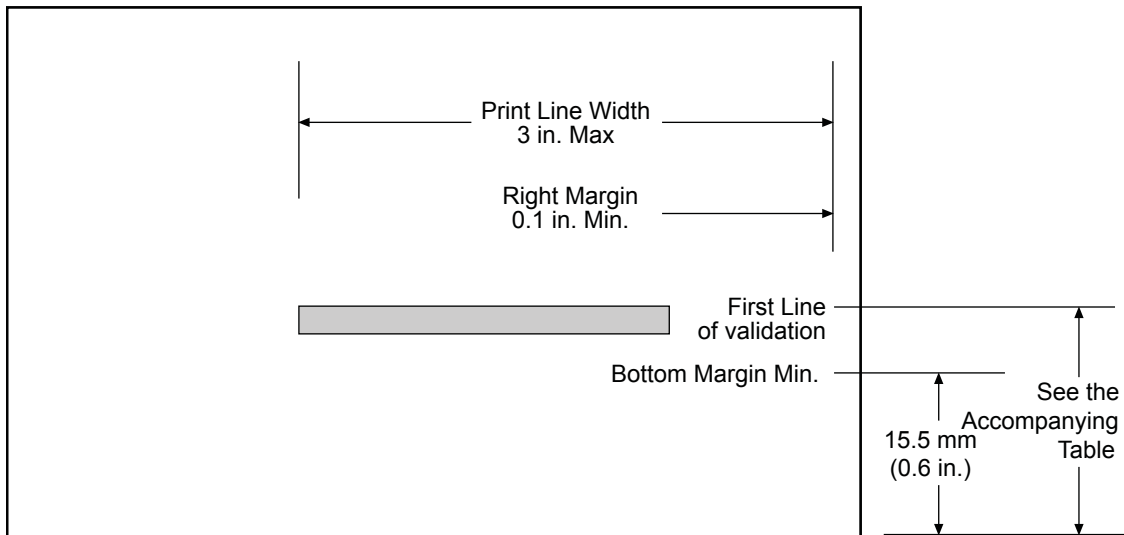 Print Line Width
3 in. Max
Right Margin
0.1 in. Min.
First Line
of validation
Bottom Margin Min.
See the
Accompanying
Table
15.5 mm
(0.6 in.)